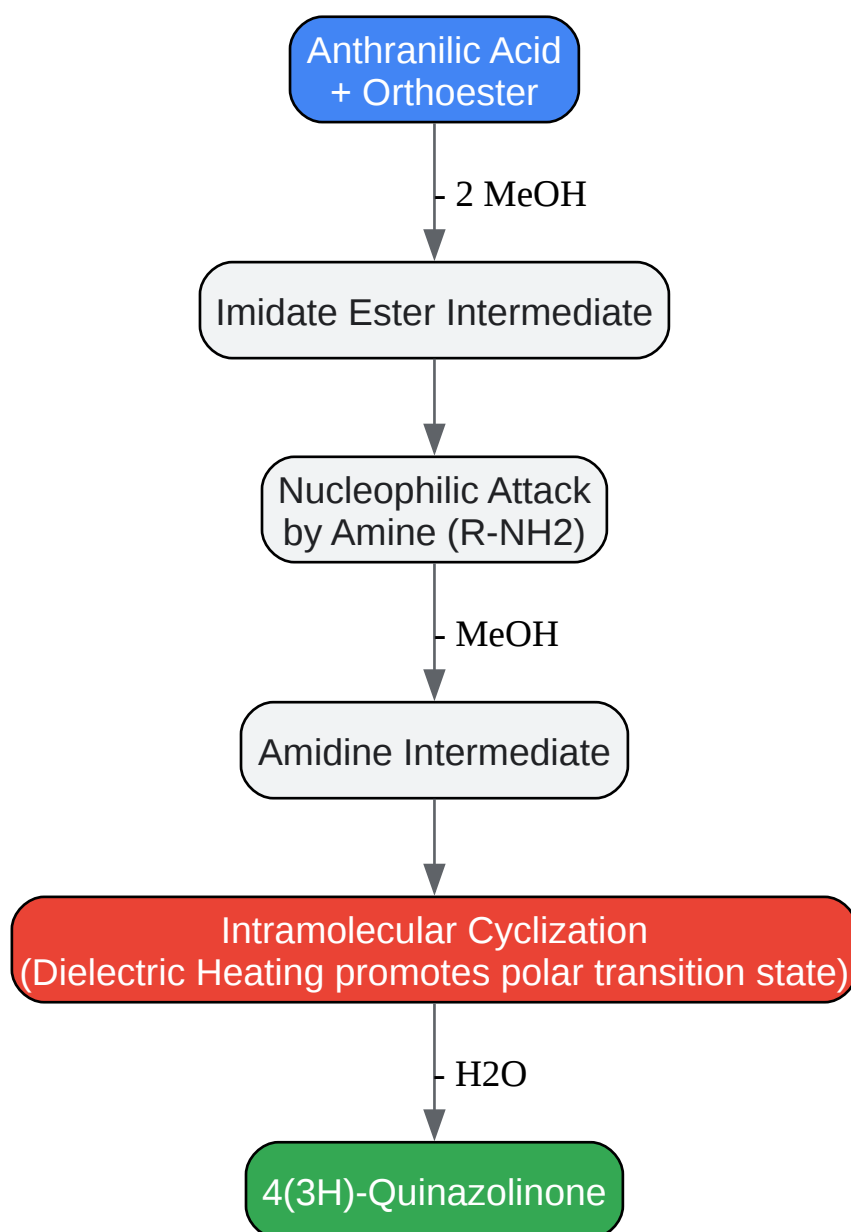 Anthranilic Acid
+ Orthoester
- 2 MeOH
Imidate Ester Intermediate
Nucleophilic Attack
by Amine (R-NH2)
- MeOH
Amidine Intermediate
Intramolecular Cyclization
(Dielectric Heating promotes polar transition state)
- H2O
4(3H)-Quinazolinone